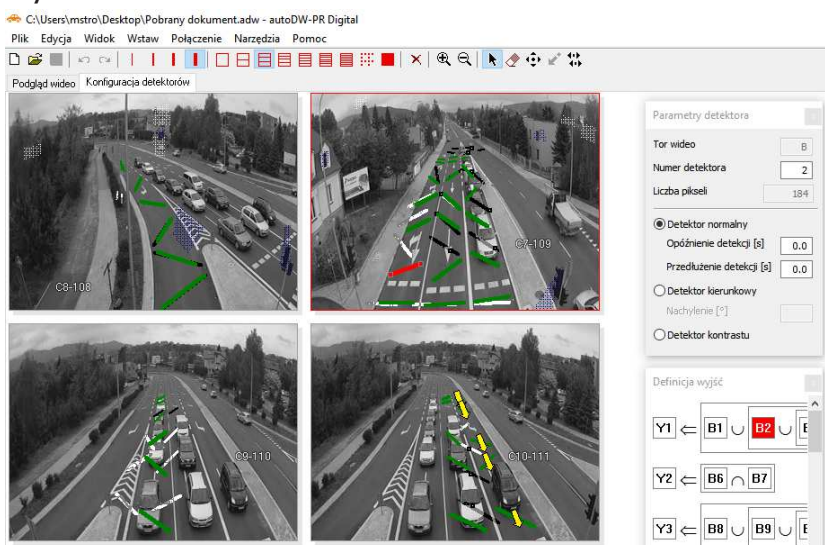 C:\Users\mstro\Desktop\Pobrany dokument.adw - autoDW-PR Digital
Plik Edycja Widok Wstaw Połączenie Narzędzia Pomoc
Podgląd wideo Konfiguracja detektorów
C8-108
C7-109
C9-110
C10-111
Parametry detektora
Tor wideo B
Numer detektora 2
Liczba pikseli 184
Detektor normalny
Opóźnienie detekcji [s] 0.0
Przedłużenie detekcji [s] 0.0
Detektor kierunkowy
Nachylenie [°]
Detektor kontrastu
Definicja wyjść
Y1 ⇐ B1 ∪ B2 ∪
Y2 ⇐ B6 ∩ B7
Y3 ⇐ B8 ∪ B9 ∪